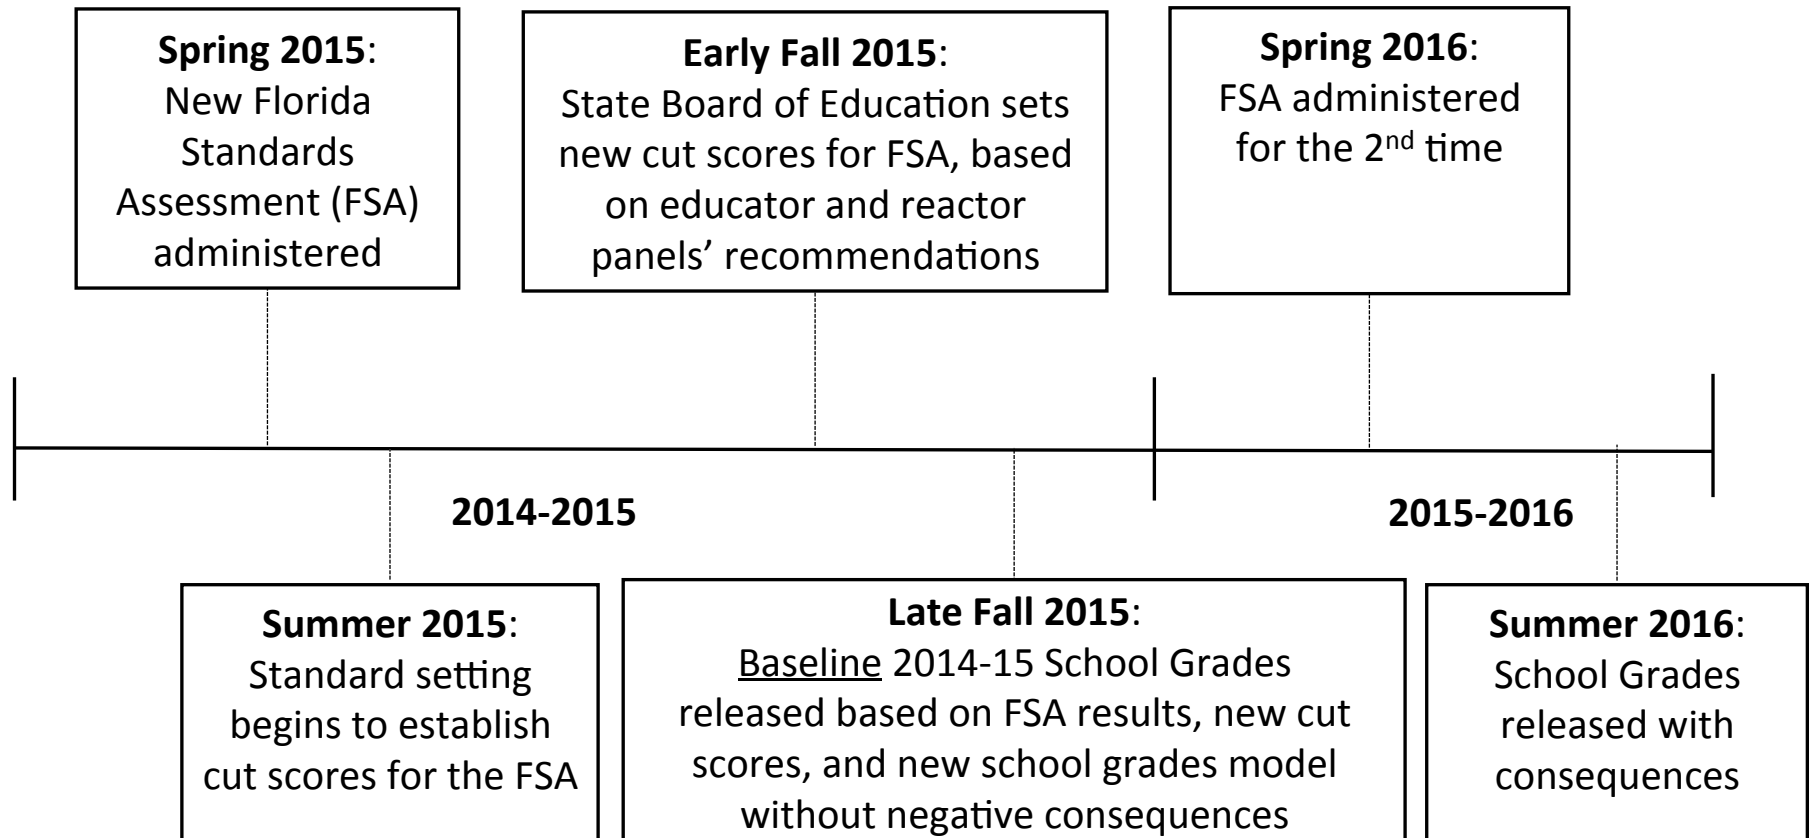 Spring 2015:
New Florida
Standards
Assessment (FSA)
administered
Early Fall 2015:
State Board of Education sets
new cut scores for FSA, based
on educator and reactor
panels’ recommendations
Spring 2016:
FSA administered
for the 2nd time
2014-2015
2015-2016
Summer 2015:
Standard setting
begins to establish
cut scores for the FSA
Late Fall 2015:
Baseline 2014-15 School Grades
released based on FSA results, new cut
scores, and new school grades model
without negative consequences
Summer 2016:
School Grades
released with
consequences